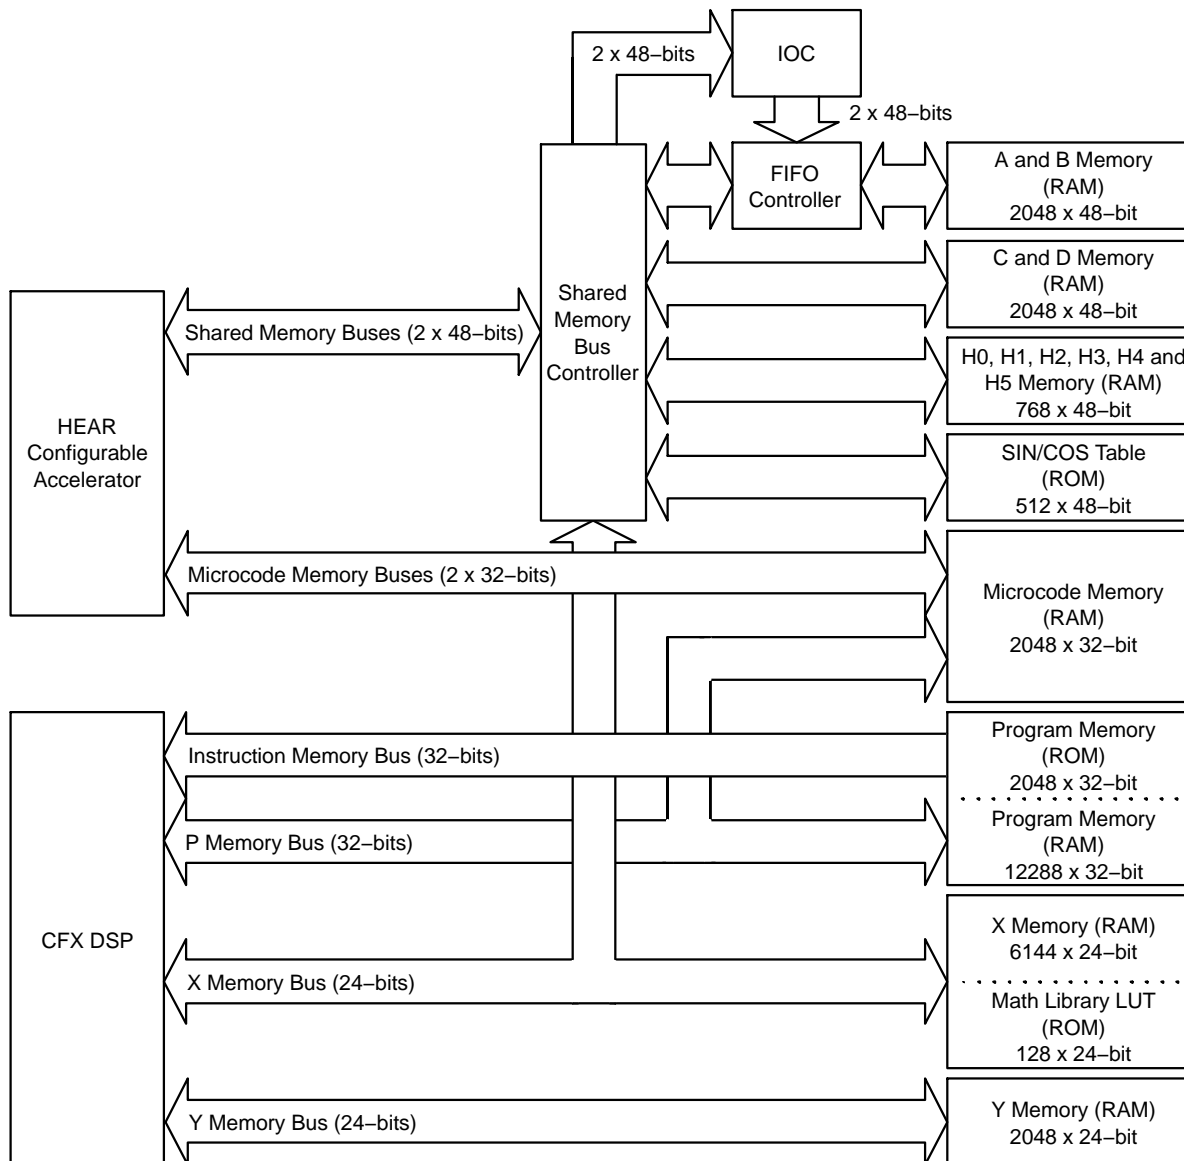 2 x 48−bits
IOC
2 x 48−bits
FIFO
Controller
A and B Memory
(RAM)
2048 x 48−bit
C and D Memory
(RAM)
2048 x 48−bit
Shared
Memory
Bus
Controller
Shared Memory Buses (2 x 48−bits)
H0, H1, H2, H3, H4 and
H5 Memory (RAM)
768 x 48−bit
HEAR
Configurable
Accelerator
SIN/COS Table
(ROM)
512 x 48−bit
Microcode Memory Buses (2 x 32−bits)
Microcode Memory
(RAM)
2048 x 32−bit
Instruction Memory Bus (32−bits)
Program Memory
(ROM)
2048 x 32−bit
P Memory Bus (32−bits)
Program Memory
(RAM)
12288 x 32−bit
CFX DSP
X Memory (RAM)
6144 x 24−bit
X Memory Bus (24−bits)
Math Library LUT
(ROM)
128 x 24−bit
Y Memory Bus (24−bits)
Y Memory (RAM)
2048 x 24−bit